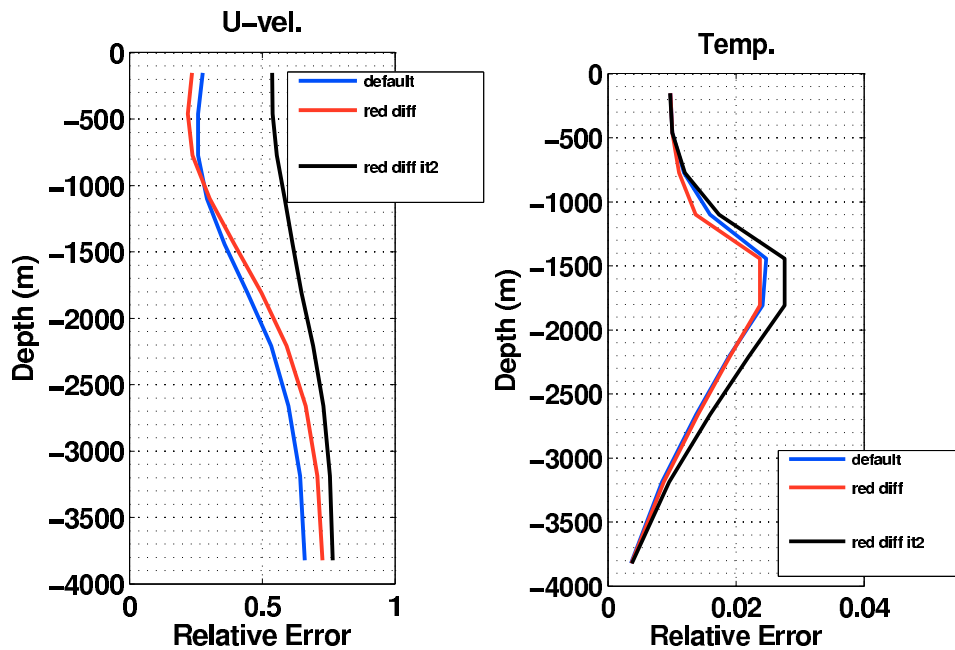 U-vel.
0
-500
-1000
-1500
-2000
-2500
-3000
-3500
-4000
Depth (m)
0
0.5
1
Relative Error
default
red diff
red diff it2
Temp.
0
-500
-1000
-1500
-2000
-2500
-3000
-3500
-4000
Depth (m)
0
0.02
0.04
Relative Error
default
red diff
red diff it2